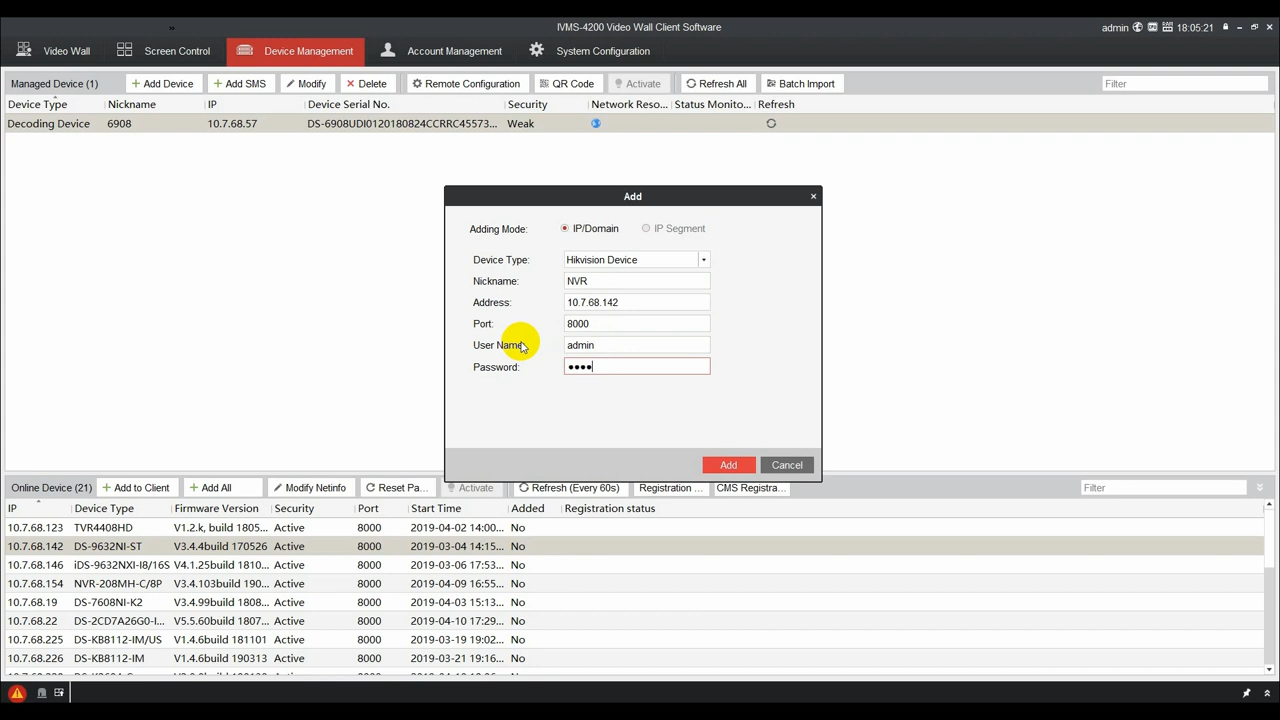 IVMS-4200 Video Wall Client Software
admin 18:05:21
Video Wall Screen Control Device Management Account Management System Configuration
Managed Device (1) Add Device Add SMS Modify Delete Remote Configuration QR Code Activate Refresh All Batch Import Filter
Device Type Nickname IP Device Serial No. Security Network Reso... Status Monito... Refresh
Decoding Device 6908 10.7.68.57 DS-6908UDI0120180824CCRRC45573... Weak
Add
Adding Mode: IP/Domain IP Segment
Device Type: Hikvision Device
Nickname: NVR
Address: 10.7.68.142
Port: 8000
User Name: admin
Password: ●●●●
Add Cancel
Online Device (21) Add to Client Add All Modify Netinfo Reset Pa... Activate Refresh (Every 60s) Registration ... CMS Registra... Filter
IP Device Type Firmware Version Security Port Start Time Added Registration status
10.7.68.123 TVR4408HD V1.2.k, build 1805... Active 8000 2019-04-02 14:00... No
10.7.68.142 DS-9632NI-ST V3.4.4build 170526 Active 8000 2019-03-04 14:15... No
10.7.68.146 iDS-9632NXI-I8/16S V4.1.25build 1810... Active 8000 2019-03-06 17:53... No
10.7.68.154 NVR-208MH-C/8P V3.4.103build 190... Active 8000 2019-04-09 16:55... No
10.7.68.19 DS-7608NI-K2 V3.4.99build 1808... Active 8000 2019-04-03 15:13... No
10.7.68.22 DS-2CD7A26G0-I... V5.5.60build 1807... Active 8000 2019-04-10 17:29... No
10.7.68.225 DS-KB8112-IM/US V1.4.6build 181101 Active 8000 2019-03-19 19:02... No
10.7.68.226 DS-KB8112-IM V1.4.6build 190313 Active 8000 2019-03-21 19:16... No